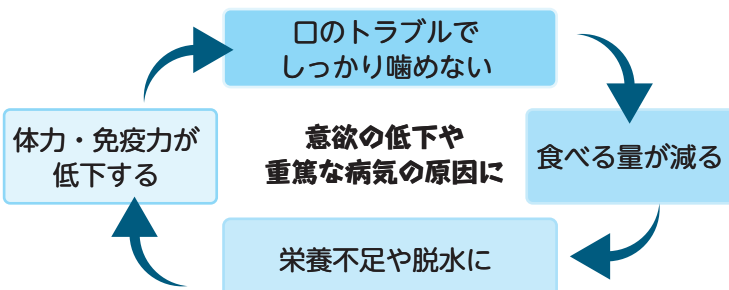 口のトラブルで
しっかり噛めない
体力・免疫力が
低下する
意欲の低下や
重篤な病気の原因に
食べる量が減る
栄養不足や脱水に